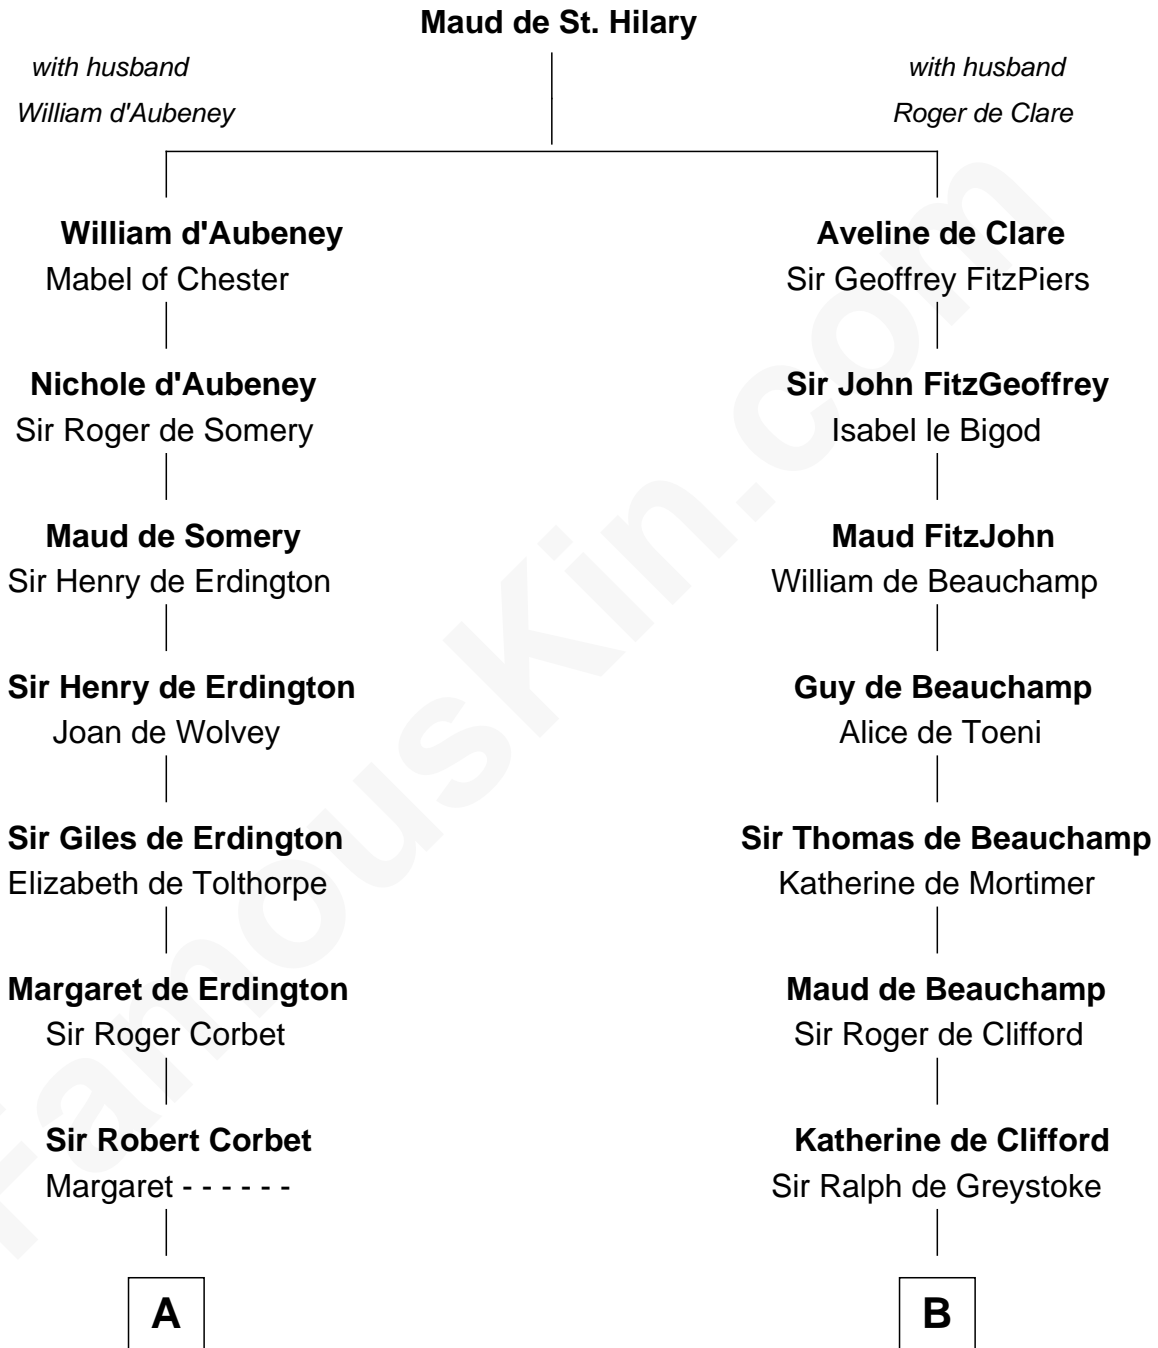 Maud de St. Hilary
with husband
William d'Aubeney
with husband
Roger de Clare
William d'Aubeney
Mabel of Chester
Aveline de Clare
Sir Geoffrey FitzPiers
Nichole d'Aubeney
Sir Roger de Somery
Sir John FitzGeoffrey
Isabel le Bigod
Maud de Somery
Sir Henry de Erdington
Maud FitzJohn
William de Beauchamp
Sir Henry de Erdington
Joan de Wolvey
Guy de Beauchamp
Alice de Toeni
Sir Giles de Erdington
Elizabeth de Tolthorpe
Sir Thomas de Beauchamp
Katherine de Mortimer
Margaret de Erdington
Sir Roger Corbet
Maud de Beauchamp
Sir Roger de Clifford
Sir Robert Corbet
Margaret - - - - - -
Katherine de Clifford
Sir Ralph de Greystoke
A
B
FamousKin.com